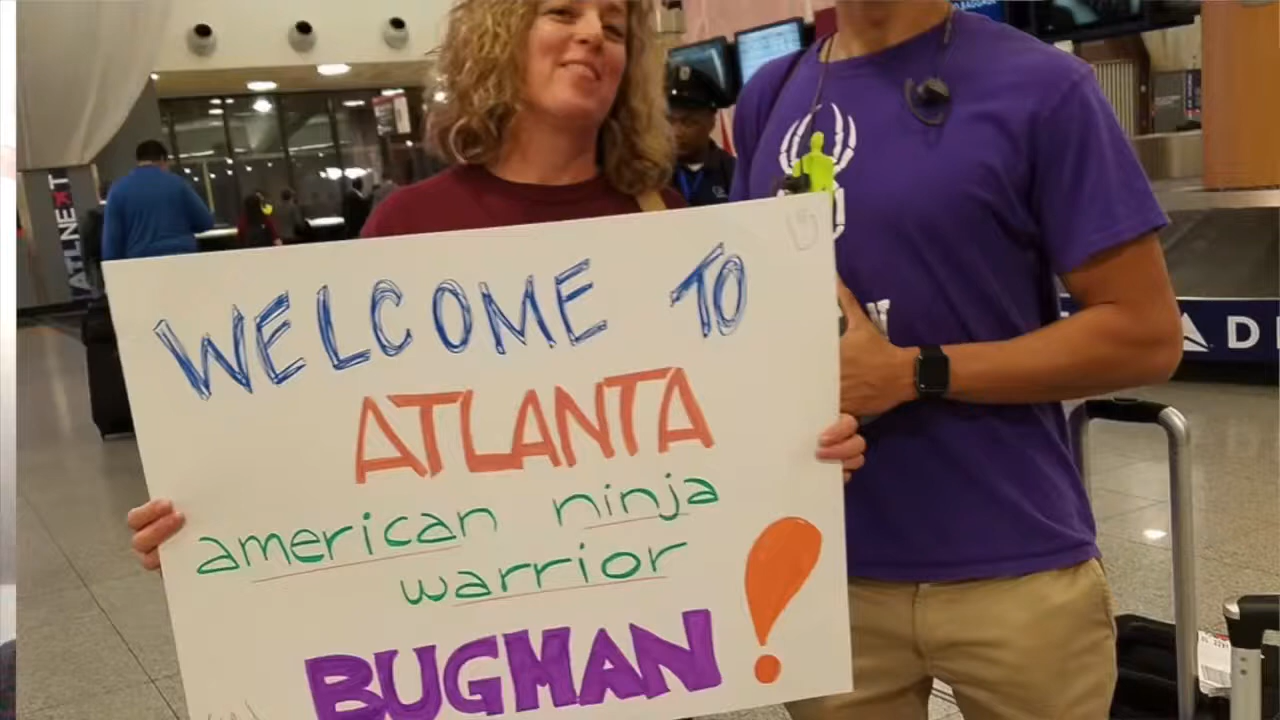 WELCOME TO
ATLANTA
american ninja
warrior
BUGMAN!
ATLNEXT
D